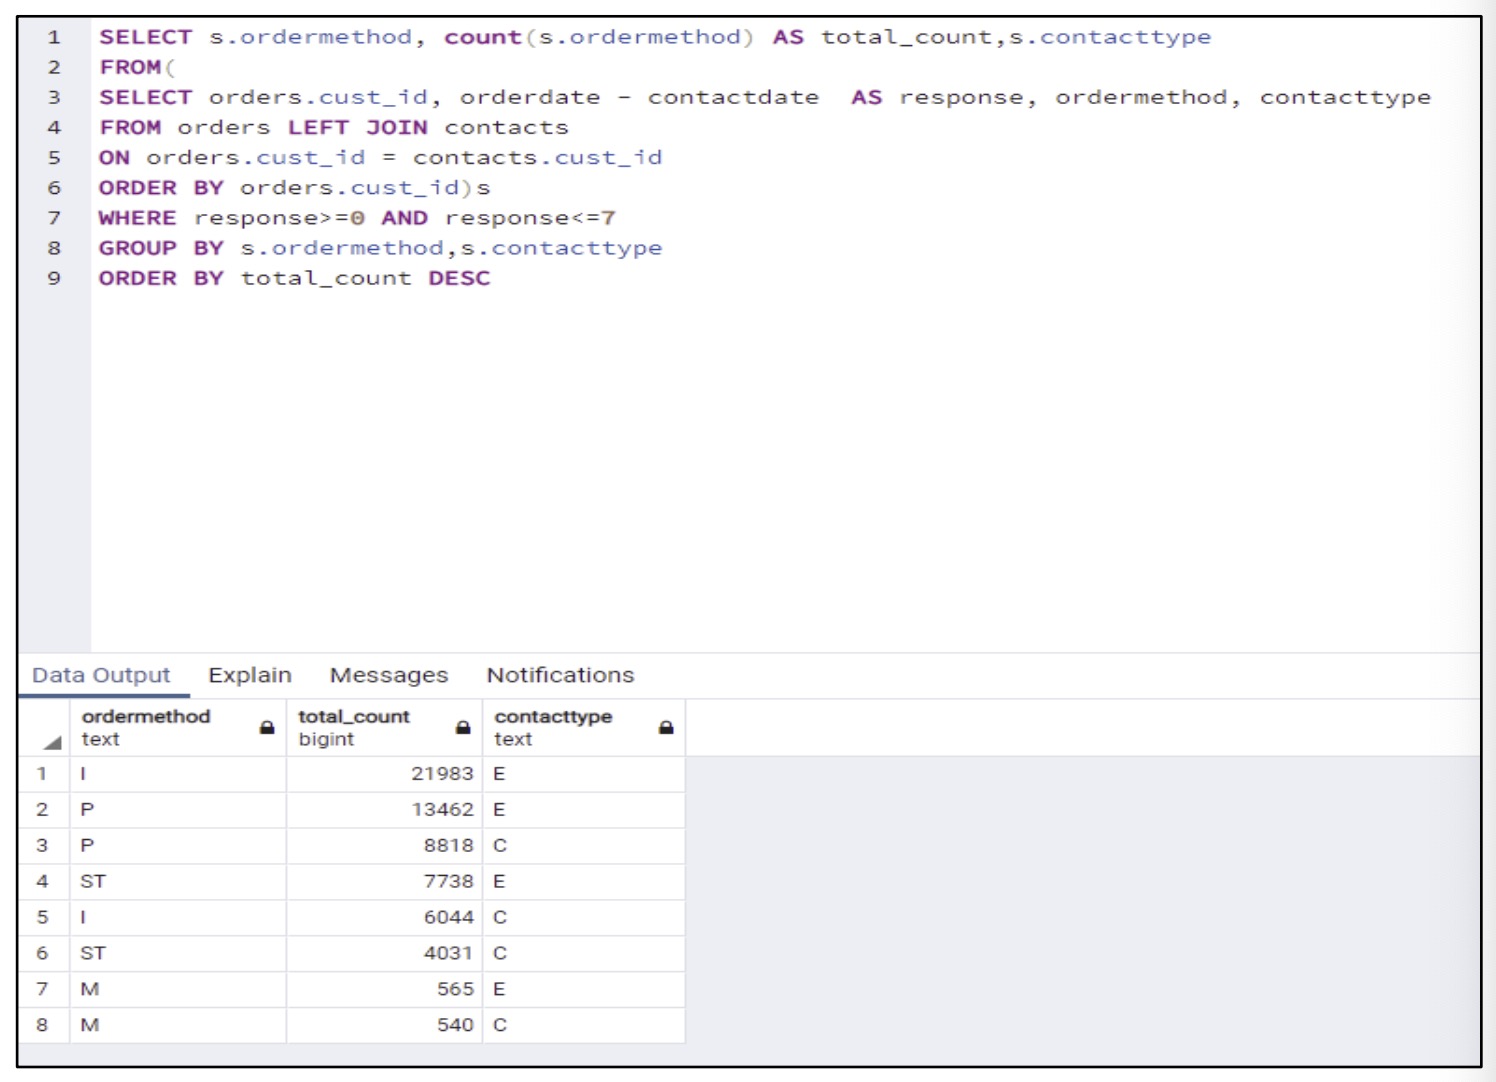 1 SELECT s.ordermethod, count(s.ordermethod) AS total_count,s.contacttype
2 FROM(
3 SELECT orders.cust_id, orderdate - contactdate  AS response, ordermethod, contacttype
4 FROM orders LEFT JOIN contacts
5 ON orders.cust_id = contacts.cust_id
6 ORDER BY orders.cust_id)s
7 WHERE response>=0 AND response<=7
8 GROUP BY s.ordermethod,s.contacttype
9 ORDER BY total_count DESC
Data Output Explain Messages Notifications
ordermethod total_count contacttype
text bigint text
1 I 21983 E
2 P 13462 E
3 P 8818 C
4 ST 7738 E
5 I 6044 C
6 ST 4031 C
7 M 565 E
8 M 540 C